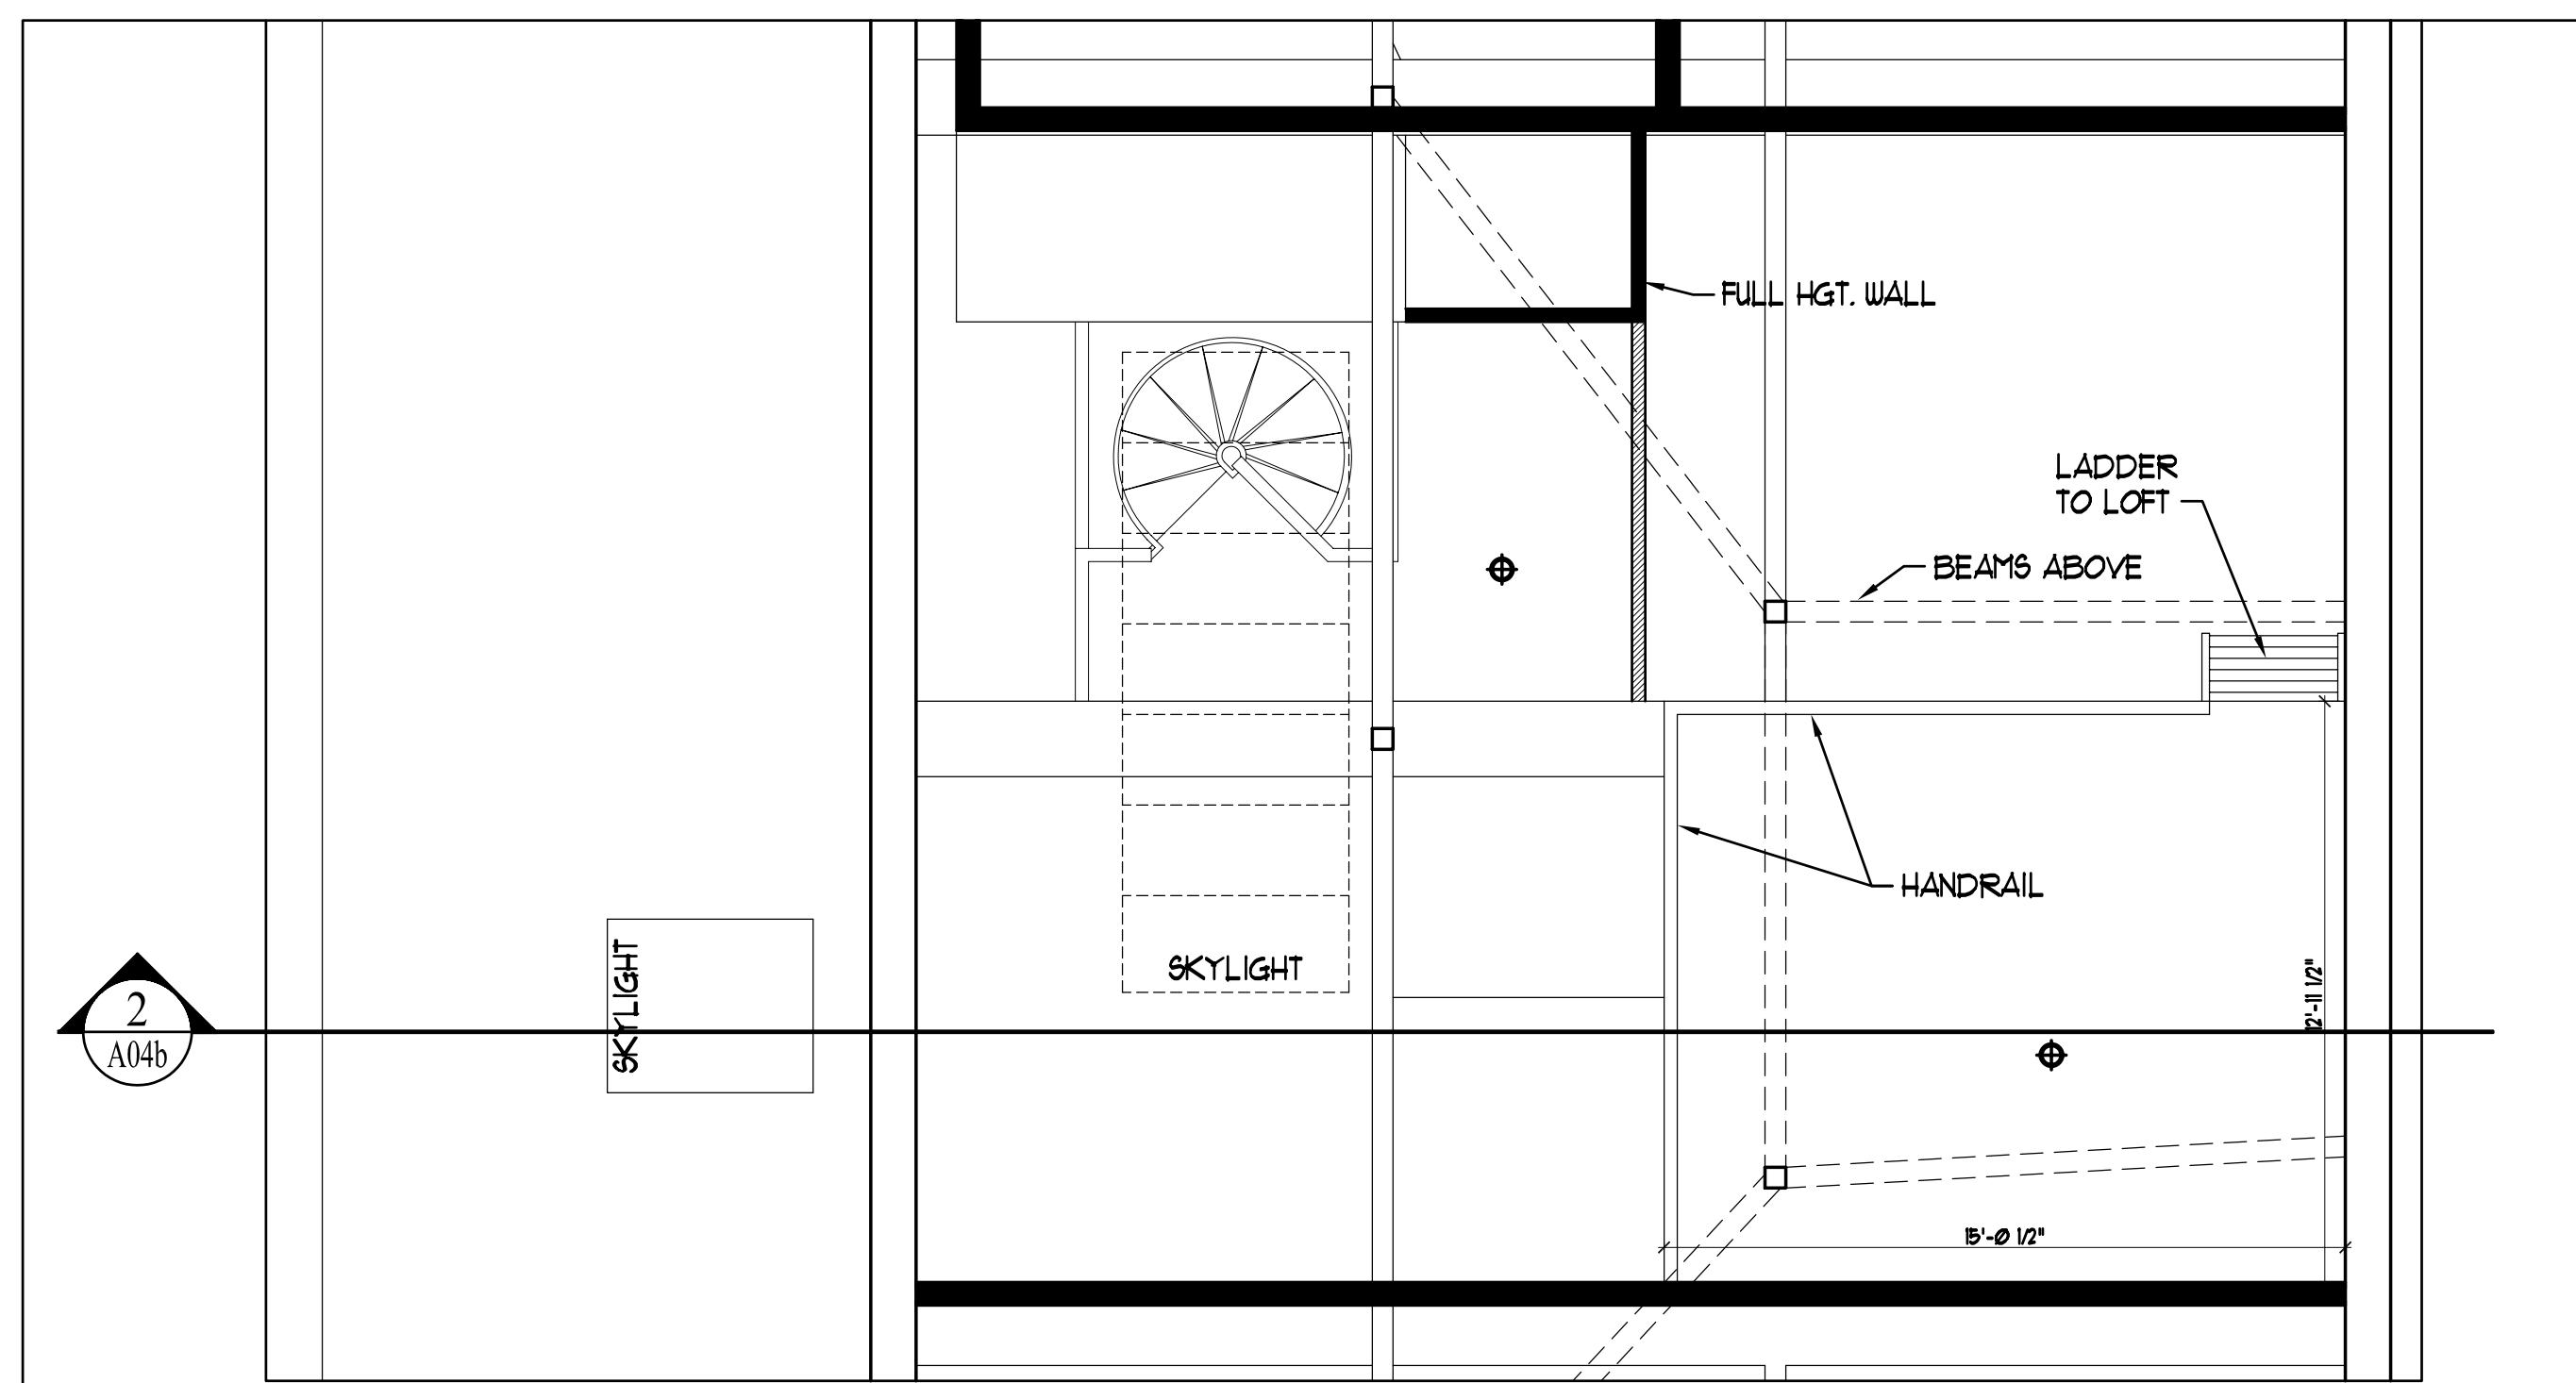 FULL HGT. WALL
LADDER
TO LOFT
BEAMS ABOVE
HANDRAIL
SKYLIGHT
SKYLIGHT
2
A04b
12'-11 1/2"
15'-0 1/2"